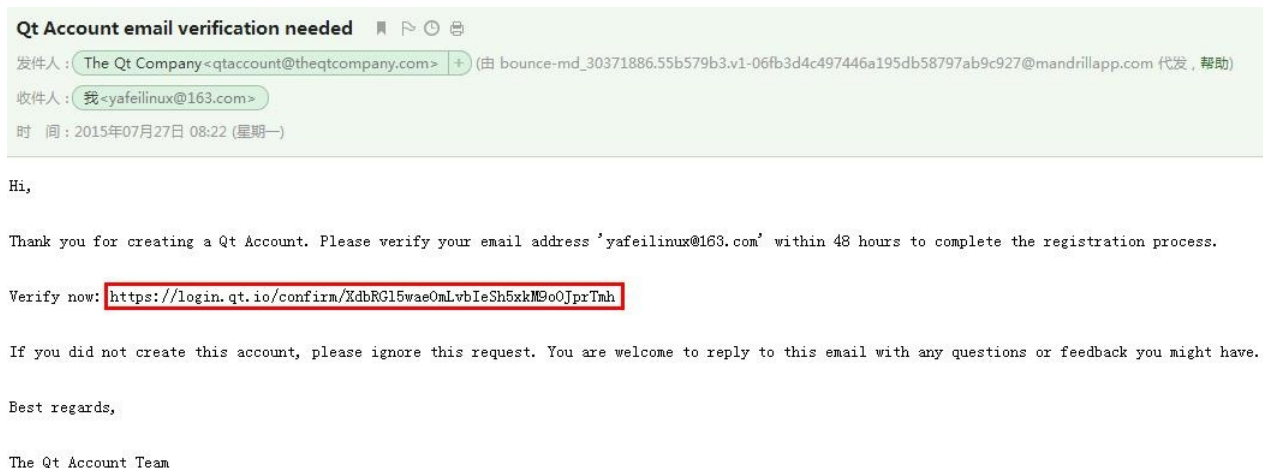 Qt Account email verification needed
发件人：The Qt Company<qtaccount@theqtcompany.com> + (由 bounce-md_30371886.55b579b3.v1-06fb3d4c497446a195db58797ab9c927@mandrillapp.com 代发，帮助)
收件人：我<yafeilinux@163.com>
时 间：2015年07月27日 08:22 (星期一)
Hi,
Thank you for creating a Qt Account. Please verify your email address 'yafeilinux@163.com' within 48 hours to complete the registration process.
Verify now: https://login.qt.io/confirm/XdbRGl5waeOmLvbIeSh5xkM9oOJprTmh
If you did not create this account, please ignore this request. You are welcome to reply to this email with any questions or feedback you might have.
Best regards,
The Qt Account Team